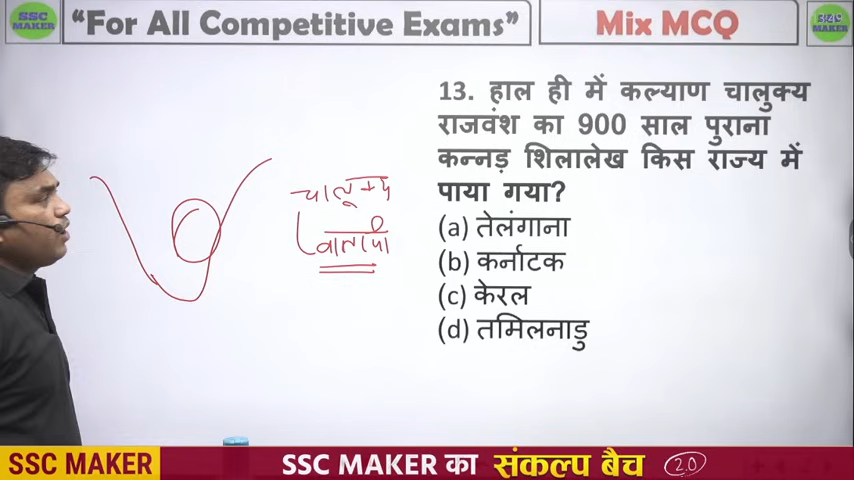 SSC MAKER
“For All Competitive Exams”
Mix MCQ
SSC MAKER
13. हाल ही में कल्याण चालुक्य
राजवंश का 900 साल पुराना
कन्नड़ शिलालेख किस राज्य में
पाया गया?
(a) तेलंगाना
(b) कर्नाटक
(c) केरल
(d) तमिलनाडु
चालुक्य
वातापी
SSC MAKER
SSC MAKER का संकल्प बैच 2.0